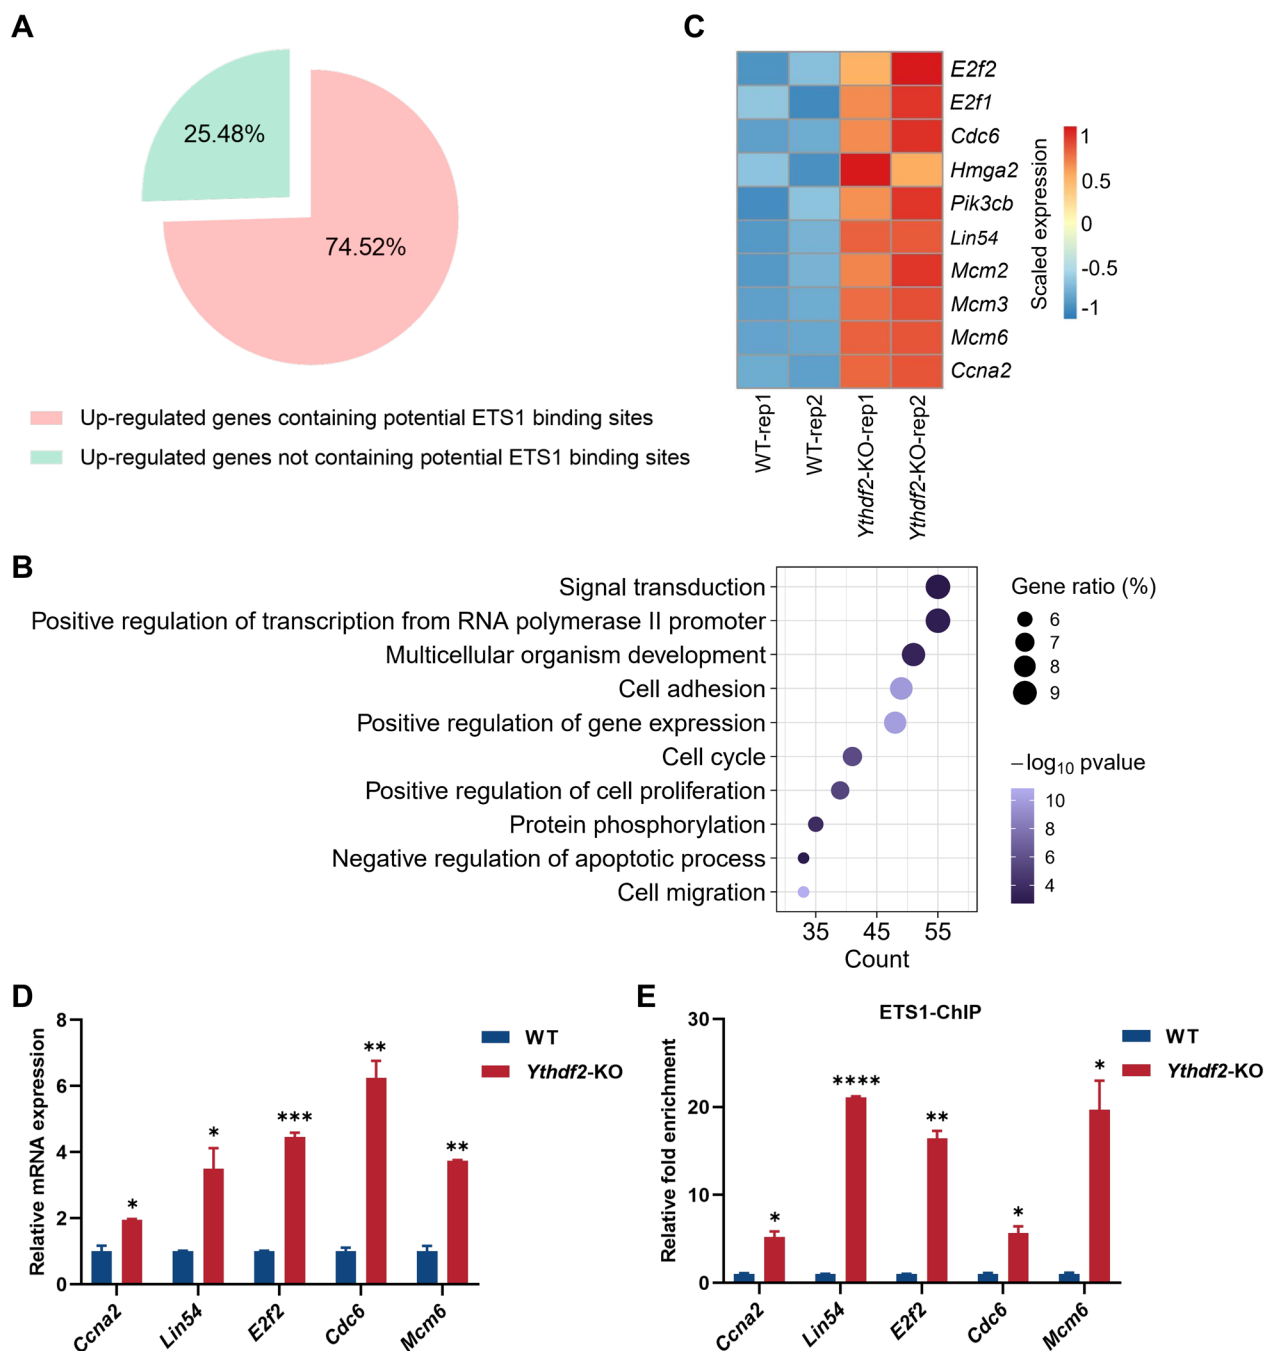 A
25.48%
74.52%
Up-regulated genes containing potential ETS1 binding sites
Up-regulated genes not containing potential ETS1 binding sites
C
E2f2
E2f1
Cdc6
Hmga2
Pik3cb
Lin54
Mcm2
Mcm3
Mcm6
Ccna2
WT-rep1
WT-rep2
Ythdf2-KO-rep1
Ythdf2-KO-rep2
Scaled expression
1
0.5
0
-0.5
-1
B
Signal transduction
Positive regulation of transcription from RNA polymerase II promoter
Multicellular organism development
Cell adhesion
Positive regulation of gene expression
Cell cycle
Positive regulation of cell proliferation
Protein phosphorylation
Negative regulation of apoptotic process
Cell migration
35 45 55
Count
Gene ratio (%)
6
7
8
9
−log₁₀ pvalue
10
8
6
4
D
Relative mRNA expression
8
6
4
2
0
*
*
***
**
**
Ccna2
Lin54
E2f2
Cdc6
Mcm6
WT
Ythdf2-KO
E
ETS1-ChIP
Relative fold enrichment
30
20
10
0
*
****
**
*
*
Ccna2
Lin54
E2f2
Cdc6
Mcm6
WT
Ythdf2-KO